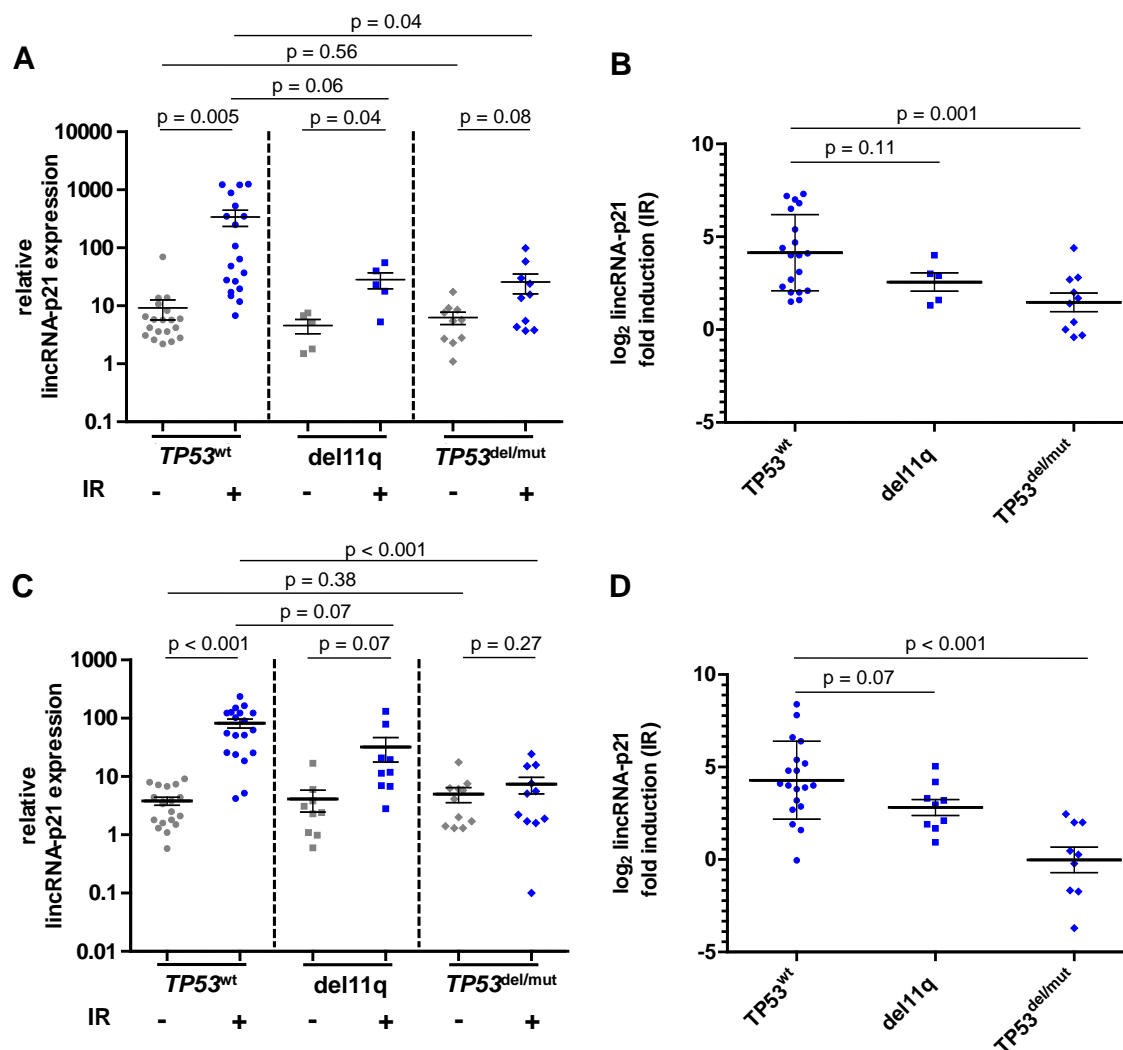 A
p = 0.04
p = 0.56
p = 0.06
p = 0.005
p = 0.04
p = 0.08
relative
lincRNA-p21 expression
10000
1000
100
10
1
0.1
TP53wt
del11q
TP53del/mut
IR - + - + - +
B
p = 0.001
p = 0.11
log2 lincRNA-p21
fold induction (IR)
10
5
0
-5
TP53wt
del11q
TP53del/mut
C
p < 0.001
p = 0.38
p = 0.07
p < 0.001
p = 0.07
p = 0.27
relative
lincRNA-p21 expression
1000
100
10
1
0.1
0.01
TP53wt
del11q
TP53del/mut
IR - + - + - +
D
p < 0.001
p = 0.07
log2 lincRNA-p21
fold induction (IR)
10
5
0
-5
TP53wt
del11q
TP53del/mut